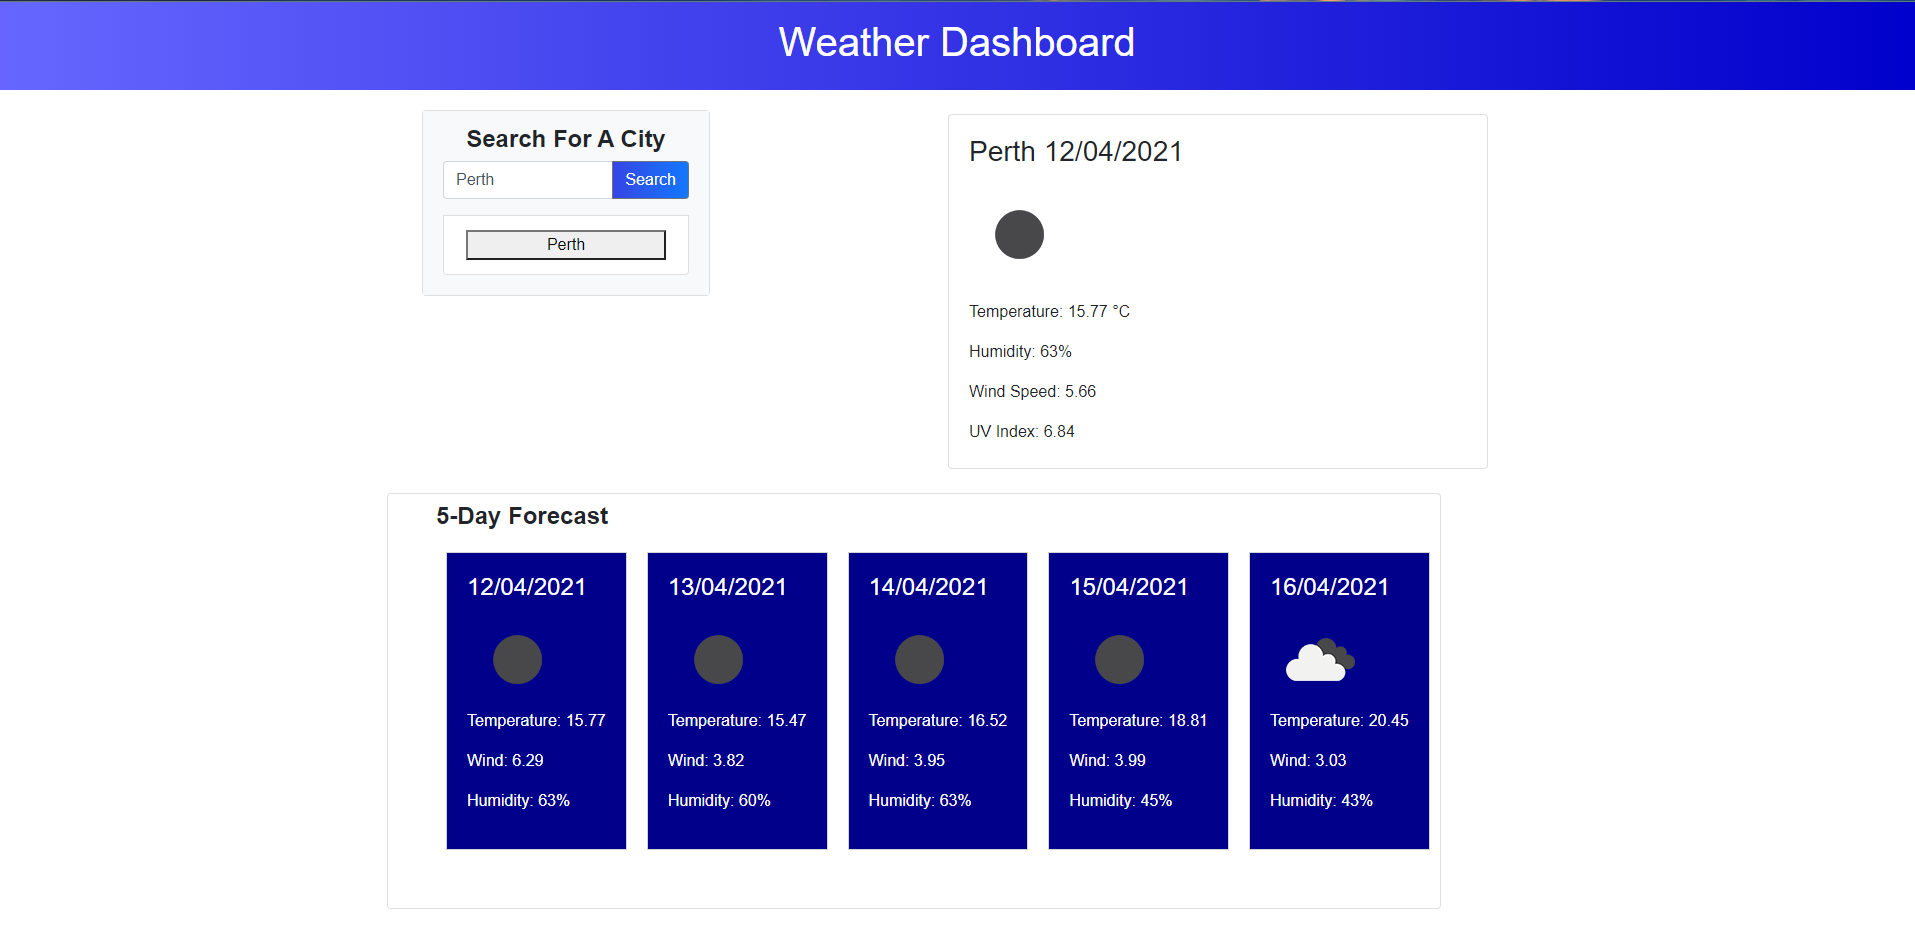 Weather Dashboard
Search For A City
Perth
Search
Perth
Perth 12/04/2021
Temperature: 15.77 °C
Humidity: 63%
Wind Speed: 5.66
UV Index: 6.84
5-Day Forecast
12/04/2021
Temperature: 15.77
Wind: 6.29
Humidity: 63%
13/04/2021
Temperature: 15.47
Wind: 3.82
Humidity: 60%
14/04/2021
Temperature: 16.52
Wind: 3.95
Humidity: 63%
15/04/2021
Temperature: 18.81
Wind: 3.99
Humidity: 45%
16/04/2021
Temperature: 20.45
Wind: 3.03
Humidity: 43%